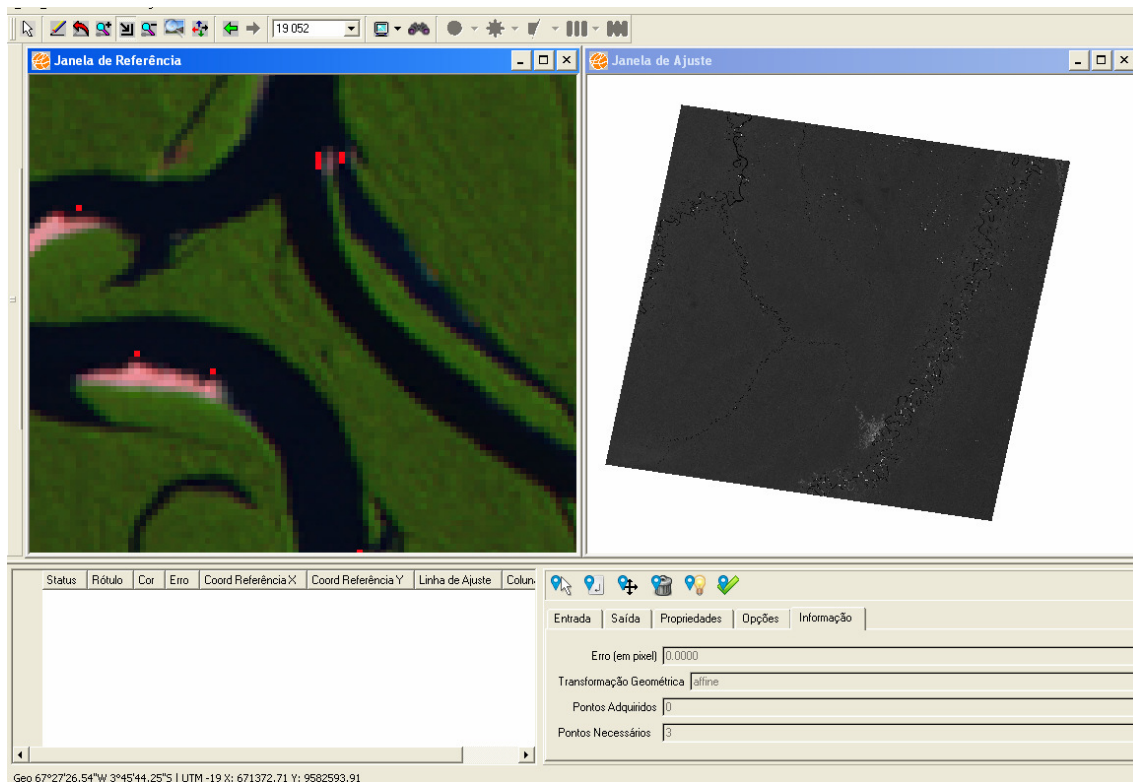 19 052
Janela de Referência
Janela de Ajuste
Status Rótulo Cor Erro Coord Referência X Coord Referência Y Linha de Ajuste Colun
Entrada Saída Propriedades Opções Informação
Erro (em pixel) 0.0000
Transformação Geométrica affine
Pontos Adquiridos 0
Pontos Necessários 3
Geo 67°27'26.54"W 3°45'44.25"S | UTM -19 X: 671372.71 Y: 9582593.91